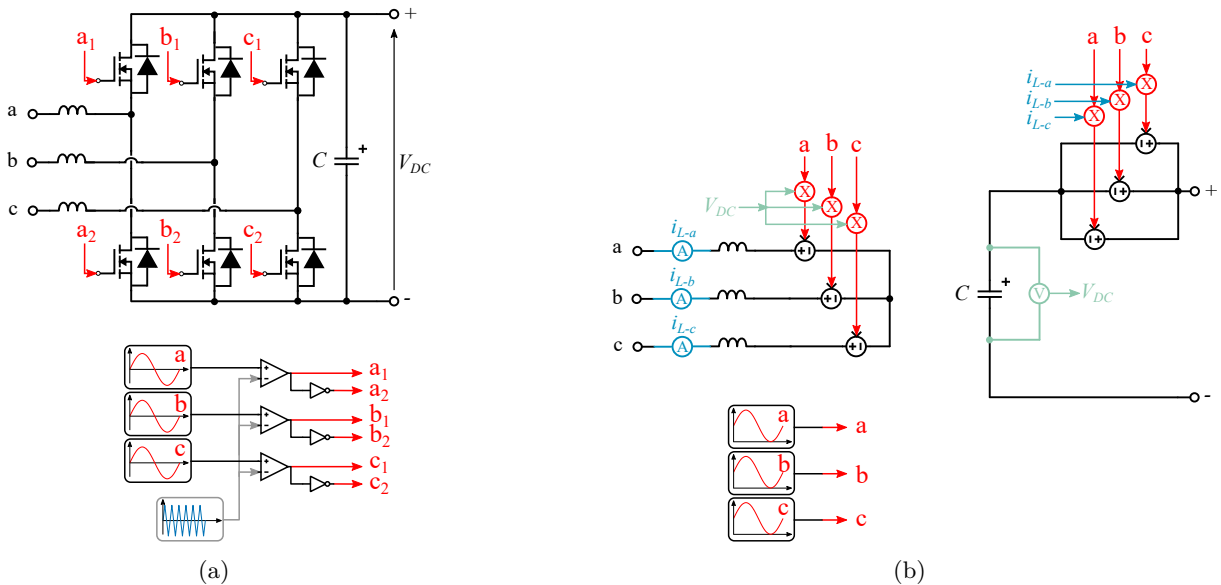 +
a1 b1 c1
a
b
c
C + VDC
a2 b2 c2
-
a + - a1
a2
b + - b1
b2
c + - c1
c2
(a)
a b c
X
X
VDC X
iL-a
a A
iL-b
b A
iL-c
c A
a a
b b
c c
a b c
iL-a X
iL-b X
iL-c X
+
C + V VDC
-
(b)